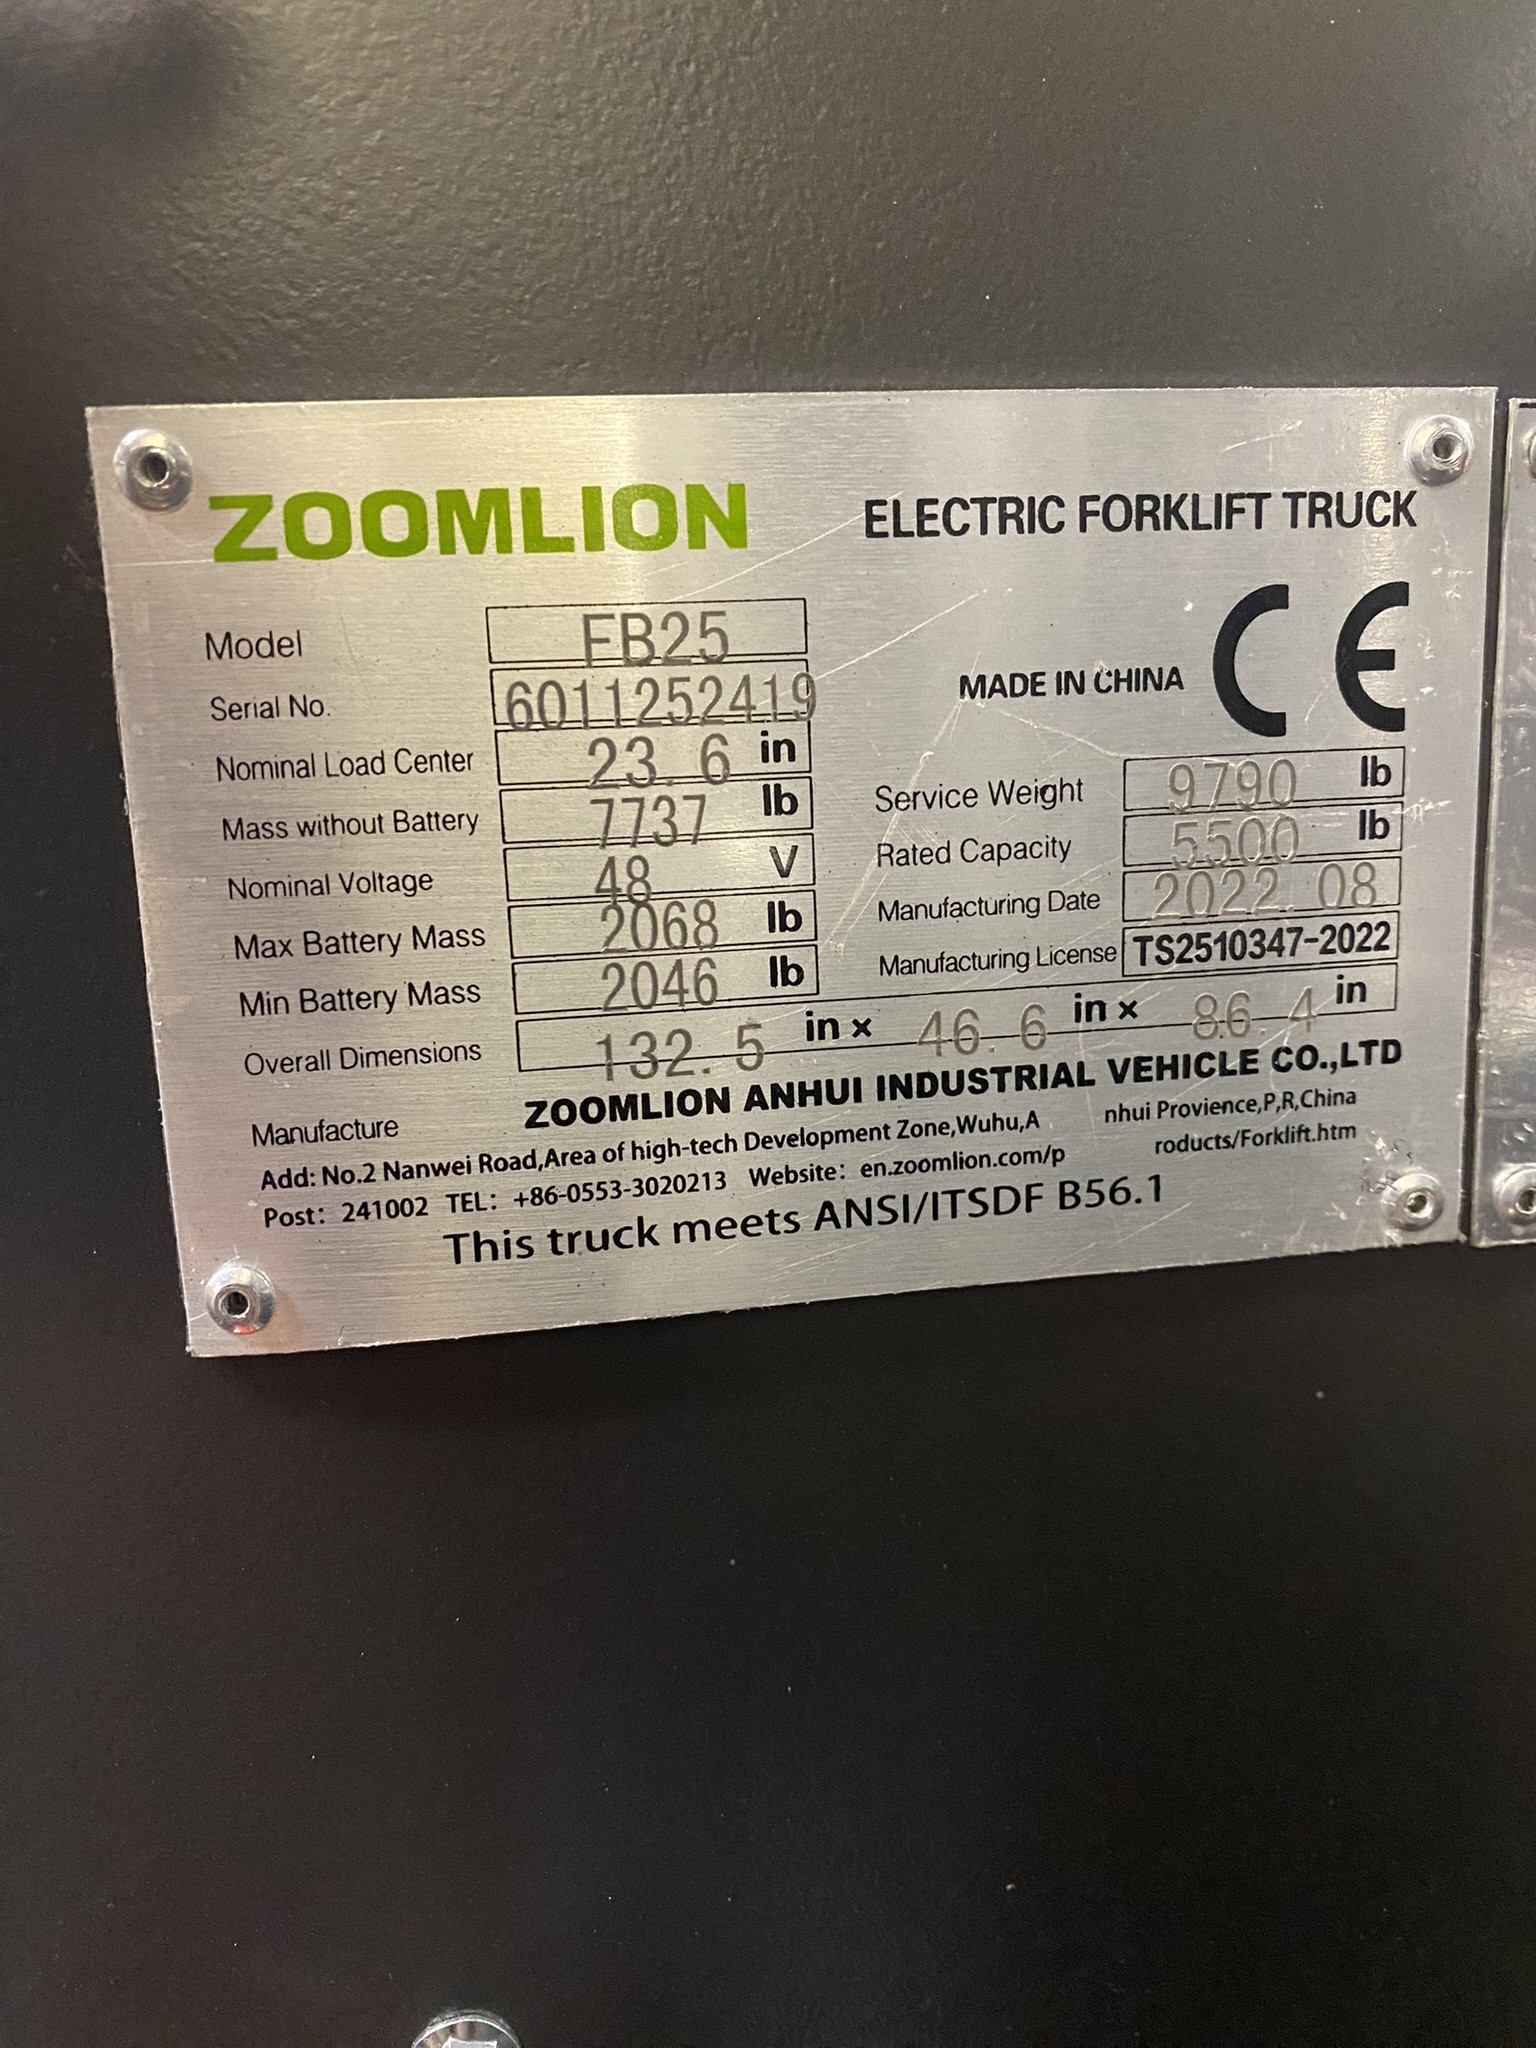 ZOOMLION ELECTRIC FORKLIFT TRUCK
Model FB25
Serial No. 6011252419
MADE IN CHINA CE
Nominal Load Center 23.6 in
Service Weight 9790 lb
Mass without Battery 7737 lb
Rated Capacity 5500 lb
Nominal Voltage 48 V
Manufacturing Date 2022.08
Max Battery Mass 2068 lb
Manufacturing License TS2510347-2022
Min Battery Mass 2046 lb
Overall Dimensions 132.5 in x 46.6 in x 86.4 in
Manufacture ZOOMLION ANHUI INDUSTRIAL VEHICLE CO.,LTD
Add: No.2 Nanwei Road,Area of high-tech Development Zone,Wuhu,A nhui Provience,P,R,China
Post: 241002 TEL: +86-0553-3020213 Website: en.zoomlion.com/p roducts/Forklift.htm
This truck meets ANSI/ITSDF B56.1